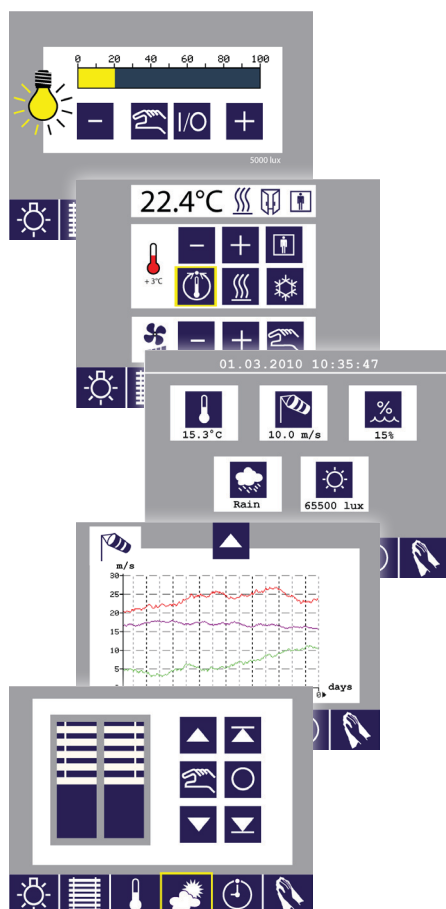 0 20 40 60 80 100
I/O
5000 lux
22.4°C
+ 3°C
01.03.2010 10:35:47
15.3°C 10.0 m/s % 15%
Rain 65500 lux
m/s
30
25
20
15
10
5
0 days